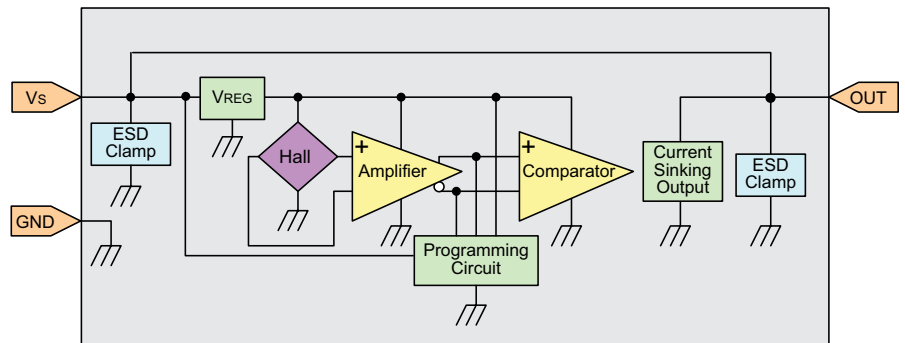 Vs
VREG
OUT
ESD
Clamp
+
Hall
+
Amplifier
+
Comparator
Current
Sinking
Output
ESD
Clamp
GND
Programming
Circuit